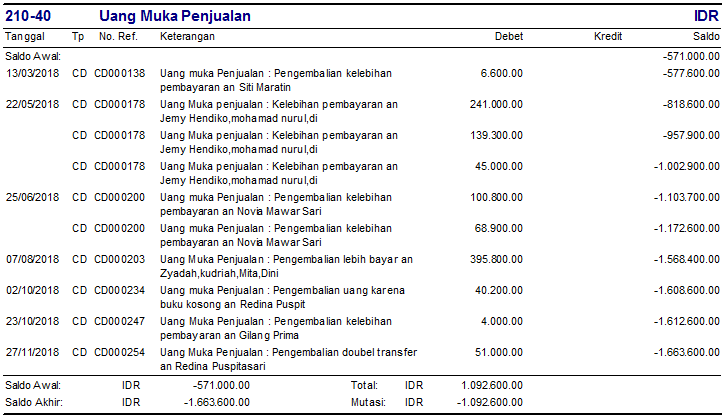 210-40 Uang Muka Penjualan IDR
Tanggal Tp No. Ref. Keterangan Debet Kredit Saldo
Saldo Awal: -571.000.00
13/03/2018 CD CD000138 Uang muka Penjualan : Pengembalian kelebihan 6.600.00 -577.600.00
pembayaran an Siti Maratin
22/05/2018 CD CD000178 Uang Muka penjualan : Kelebihan pembayaran an 241.000.00 -818.600.00
Jemy Hendiko,mohamad nurul,di
CD CD000178 Uang Muka penjualan : Kelebihan pembayaran an 139.300.00 -957.900.00
Jemy Hendiko,mohamad nurul,di
CD CD000178 Uang Muka penjualan : Kelebihan pembayaran an 45.000.00 -1.002.900.00
Jemy Hendiko,mohamad nurul,di
25/06/2018 CD CD000200 Uang muka Penjualan : Pengembalian kelebihan 100.800.00 -1.103.700.00
pembayaran an Novia Mawar Sari
CD CD000200 Uang muka Penjualan : Pengembalian kelebihan 68.900.00 -1.172.600.00
pembayaran an Novia Mawar Sari
07/08/2018 CD CD000203 Uang Muka Penjualan : Pengembalian lebih bayar an 395.800.00 -1.568.400.00
Zyadah,kudriah,Mita,Dini
02/10/2018 CD CD000234 Uang Muka Penjualan : Pengembalian uang karena 40.200.00 -1.608.600.00
buku kosong an Redina Puspit
23/10/2018 CD CD000247 Uang Muka Penjualan : Pengembalian kelebihan 4.000.00 -1.612.600.00
pembayaran an Gilang Prima
27/11/2018 CD CD000254 Uang Muka Penjualan : Pengembalian doubel transfer 51.000.00 -1.663.600.00
an Redina Puspitasari
Saldo Awal: IDR -571.000.00 Total: IDR 1.092.600.00
Saldo Akhir: IDR -1.663.600.00 Mutasi: IDR -1.092.600.00